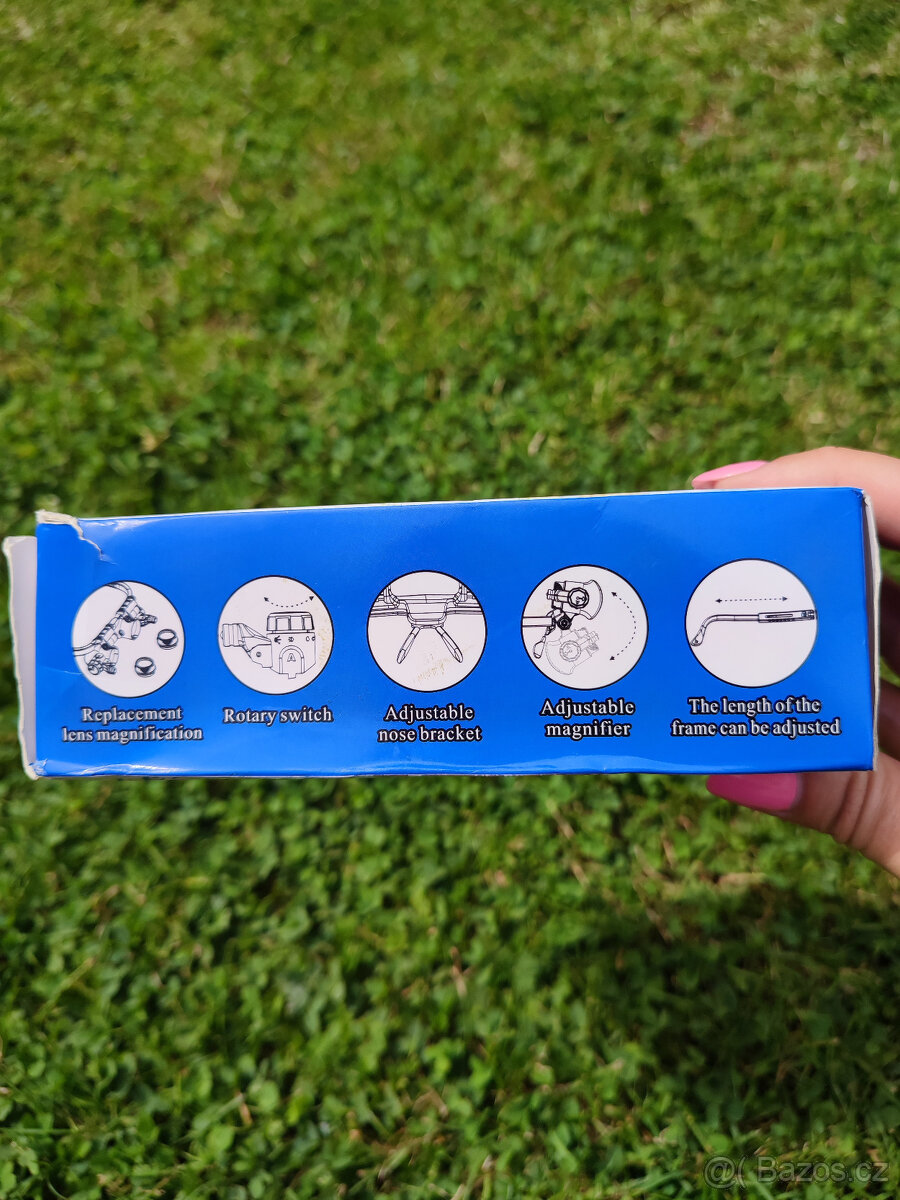 Replacement
lens magnification
Rotary switch
Adjustable
nose bracket
Adjustable
magnifier
The length of the
frame can be adjusted
@( Bazos.cz